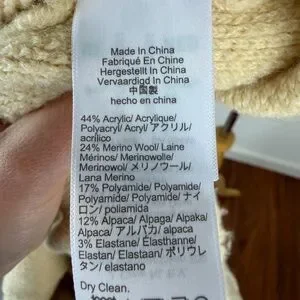 Made In China
Fabriqué En Chine
Hergestellt In China
Vervaardigd In China
中国製
hecho en china
44% Acrylic/ Acrylique/
Polyacryl/ Acryl/ アクリル/
acrílico
24% Merino Wool/ Laine
Mérinos/ Merinowolle/
Merinowol/ メリノウール/
Lana Merino
17% Polyamide/ Polyamide/
Polyamid/ Polyamide/ ナイ
ロン/ poliamida
12% Alpaca/ Alpaga/ Alpaka/
Alpaca/ アルパカ/ alpaca
3% Elastane/ Élasthanne/
Elastan/ Elastaan/ ポリウレ
タン/ elastano
Dry Clean.